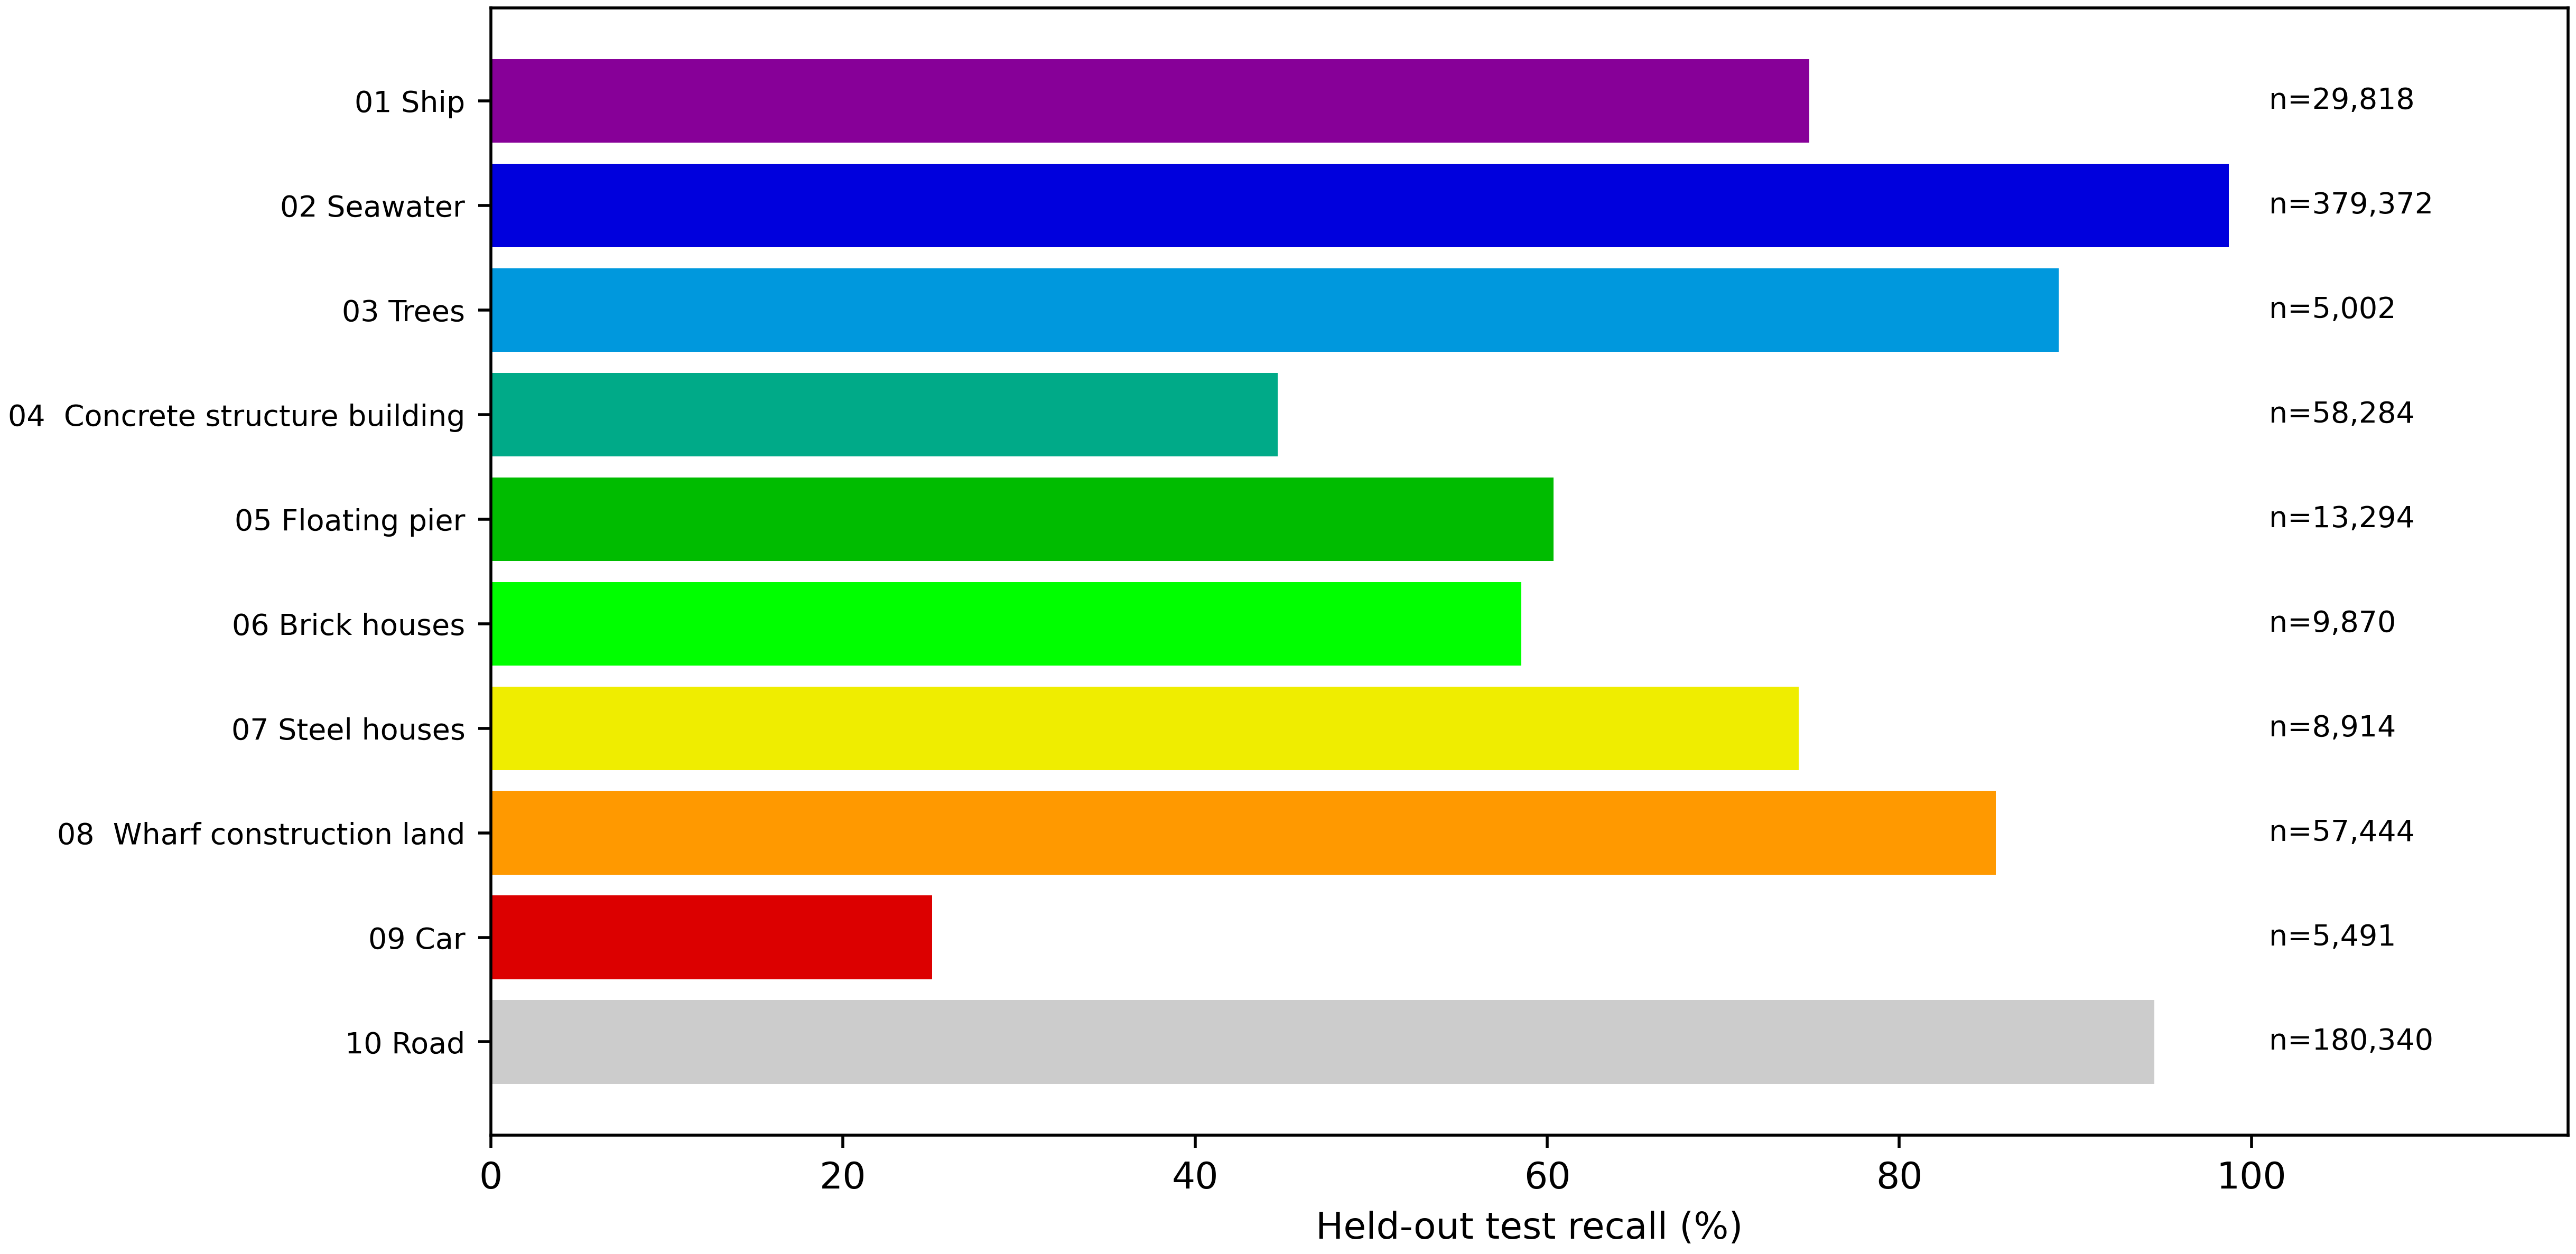 01 Ship n=29,818
02 Seawater n=379,372
03 Trees n=5,002
04  Concrete structure building n=58,284
05 Floating pier n=13,294
06 Brick houses n=9,870
07 Steel houses n=8,914
08  Wharf construction land n=57,444
09 Car n=5,491
10 Road n=180,340
0 20 40 60 80 100
Held-out test recall (%)